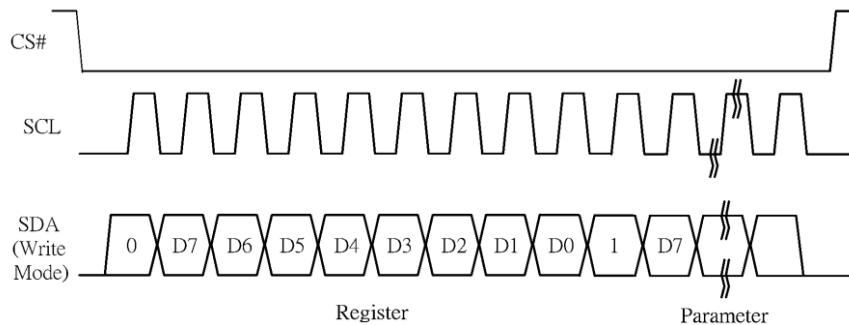 CS#
SCL
SDA
(Write
Mode)
0 D7 D6 D5 D4 D3 D2 D1 D0 1 D7
Register Parameter